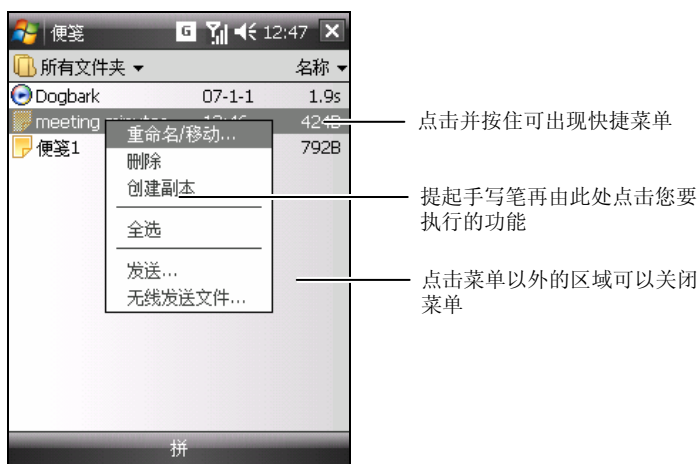 便笺 G 12:47
所有文件夹 名称
Dogbark 07-1-1 1.9s
meeting minutes 12:46 424B
便笺1 792B
重命名/移动...
删除
创建副本
全选
发送...
无线发送文件...
拼
点击并按住可出现快捷菜单
提起手写笔再由此处点击您要
执行的功能
点击菜单以外的区域可以关闭
菜单